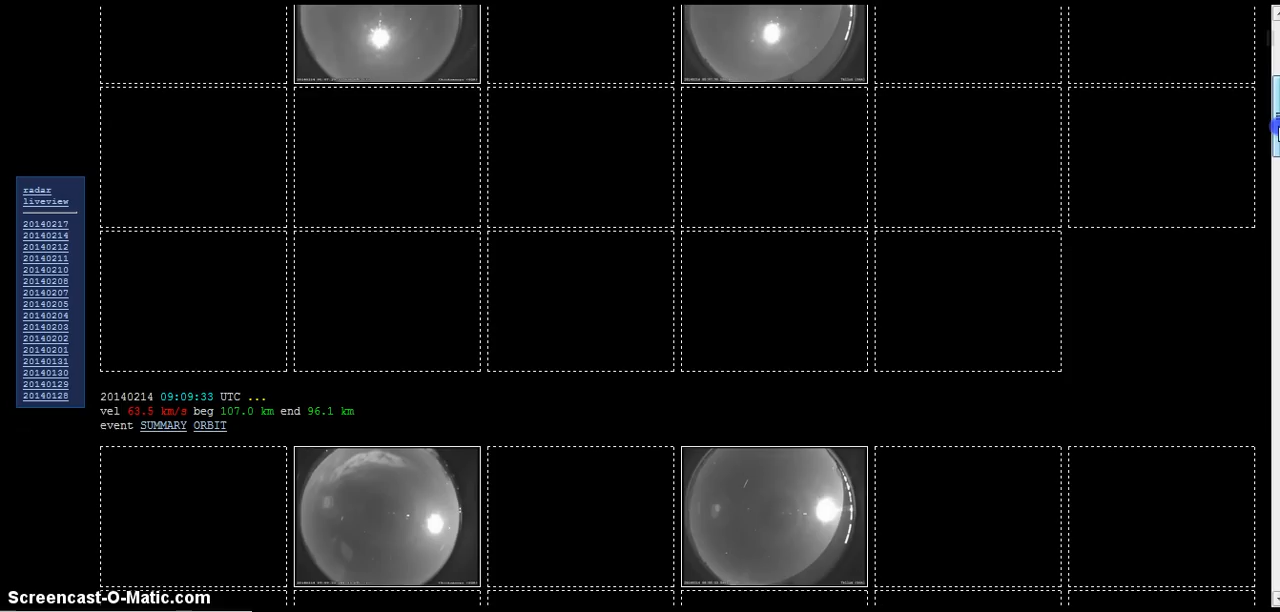 radar
liveview
20140217
20140214
20140212
20140211
20140210
20140208
20140207
20140205
20140204
20140203
20140202
20140201
20140131
20140130
20140129
20140128
20140214 09:09:33 UTC ...
vel 63.5 km/s beg 107.0 km end 96.1 km
event SUMMARY ORBIT
Screencast-O-Matic.com